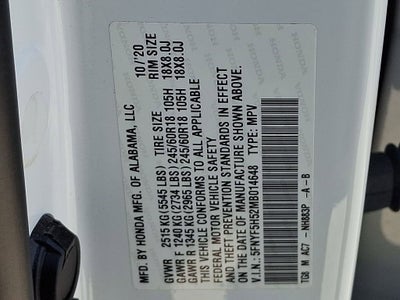 MFD. BY HONDA MFG. OF ALABAMA, LLC 10/'20
TIRE SIZE RIM SIZE
GVWR 2515 KG (5545 LBS)
GAWR F 1240 KG (2734 LBS) 245/60R18 105H 18X8.0J
GAWR R 1345 KG (2965 LBS) 245/60R18 105H 18X8.0J
THIS VEHICLE CONFORMS TO ALL APPLICABLE
FEDERAL MOTOR VEHICLE SAFETY
AND THEFT PREVENTION STANDARDS IN EFFECT
ON THE DATE OF MANUFACTURE SHOWN ABOVE.
V.I.N.: 5FNYF5H52MB014648 TYPE: MPV
TG8 M AC7 - NH883P -A - B